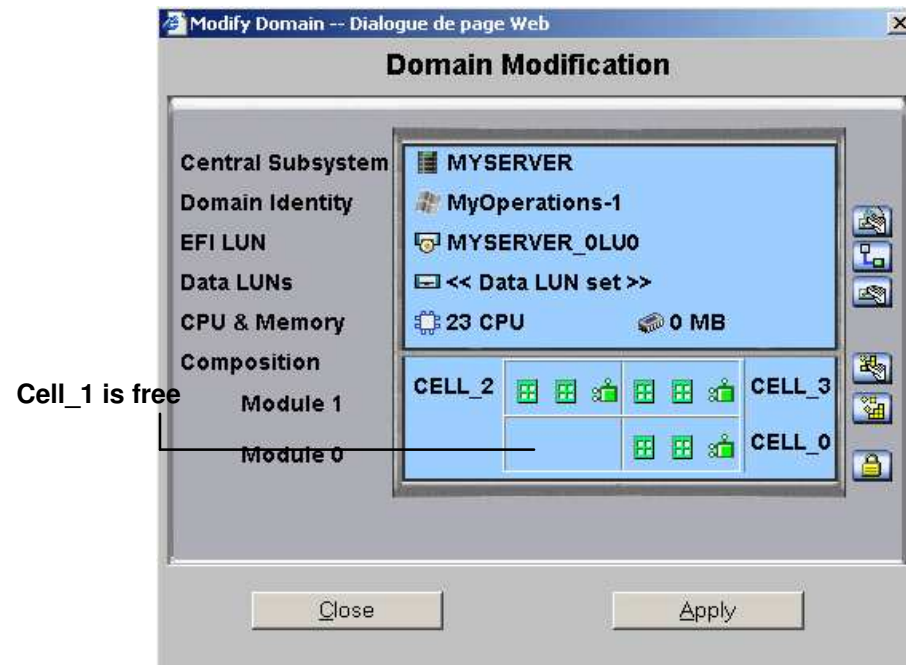 Modify Domain -- Dialogue de page Web
Domain Modification
Central Subsystem MYSERVER
Domain Identity MyOperations-1
EFI LUN MYSERVER_0LU0
Data LUNs << Data LUN set >>
CPU & Memory 23 CPU 0 MB
Composition
Cell_1 is free
Module 1 CELL_2 CELL_3
Module 0 CELL_0
Close Apply